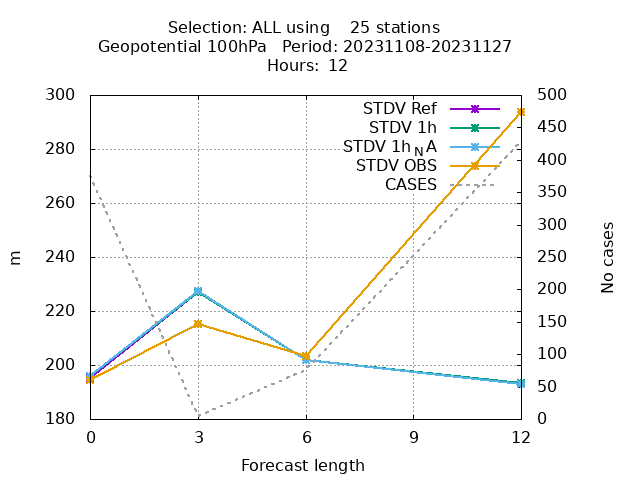 Selection: ALL using    25 stations
Geopotential 100hPa   Period: 20231108-20231127
Hours:  12
300
280
260
240
220
200
180
m
500
450
400
350
300
250
200
150
100
50
0
No cases
STDV Ref
STDV 1h
STDV 1h_NA
STDV OBS
CASES
0 3 6 9 12
Forecast length